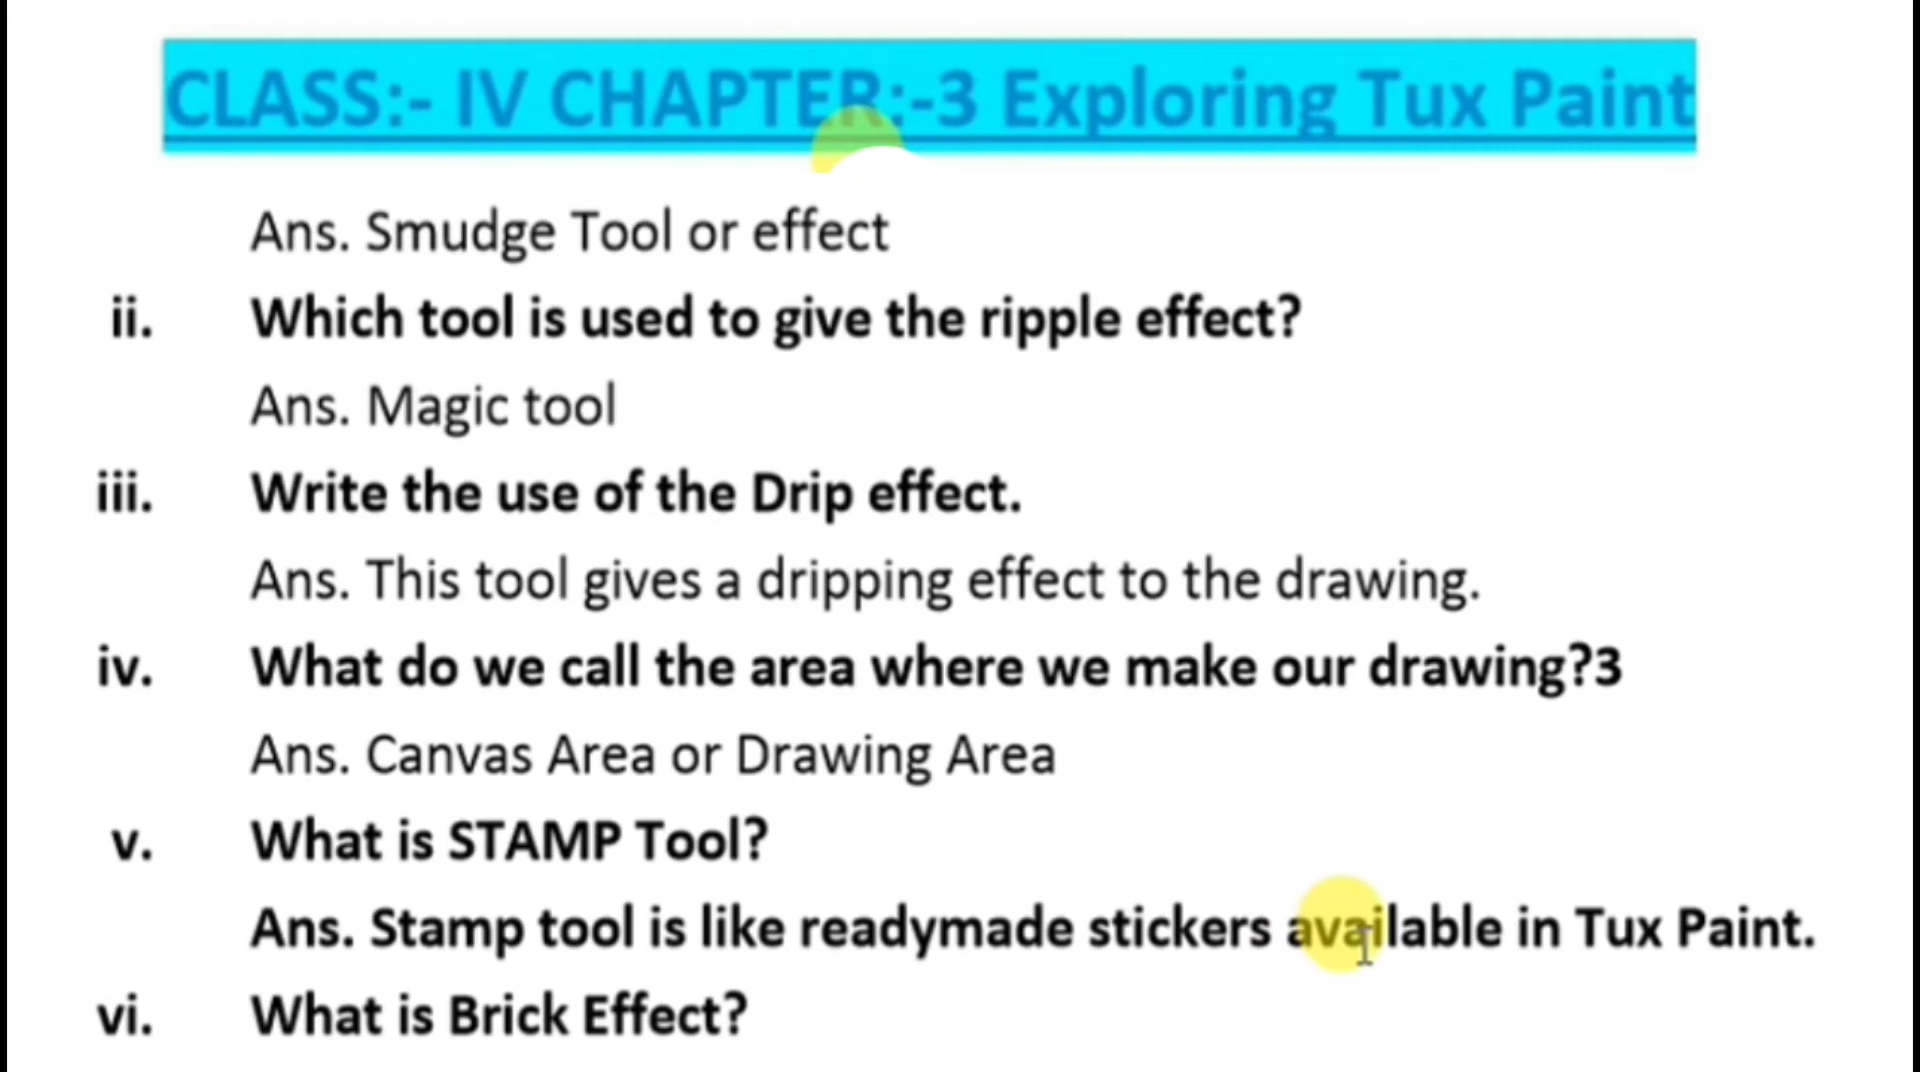 CLASS:- IV CHAPTER:-3 Exploring Tux Paint
Ans. Smudge Tool or effect
ii. Which tool is used to give the ripple effect?
Ans. Magic tool
iii. Write the use of the Drip effect.
Ans. This tool gives a dripping effect to the drawing.
iv. What do we call the area where we make our drawing?3
Ans. Canvas Area or Drawing Area
v. What is STAMP Tool?
Ans. Stamp tool is like readymade stickers available in Tux Paint.
vi. What is Brick Effect?